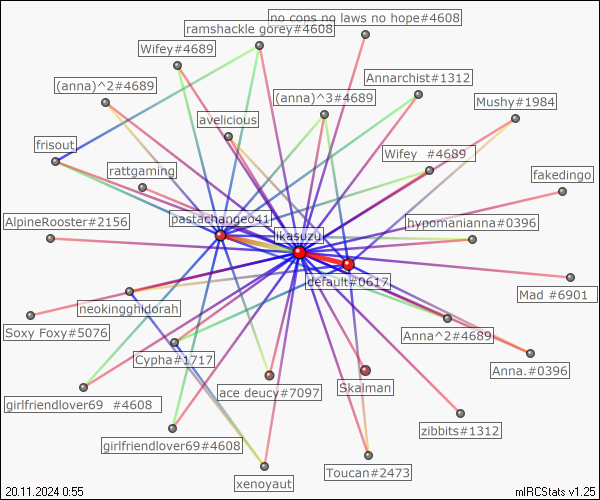 no cops no laws no hope#4608
ramshackle gorey#4608
Wifey#4689
Annarchist#1312
(anna)^2#4689
(anna)^3#4689
Mushy#1984
avelicious
frisout
Wifey  #4689
rattgaming
fakedingo
pastachangeo41
AlpineRooster#2156
hypomanianna#0396
ikasuzu
default#0617
Mad #6901
neokingghidorah
Soxy Foxy#5076
Anna^2#4689
Cypha#1717
Anna.#0396
Skalman
ace deucy#7097
girlfriendlover69  #4608
zibbits#1312
girlfriendlover69#4608
Toucan#2473
xenoyaut
20.11.2024 0:55
mIRCStats v1.25